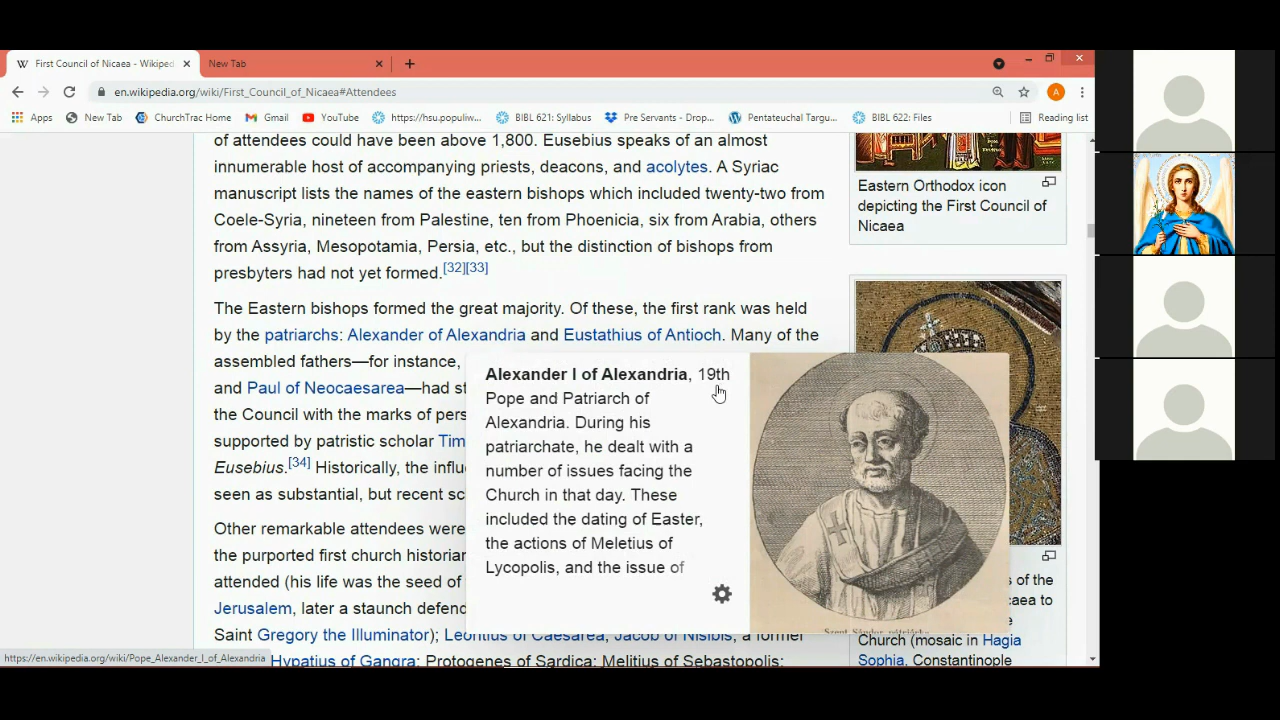 First Council of Nicaea - Wikiped
New Tab
en.wikipedia.org/wiki/First_Council_of_Nicaea#Attendees
A
Apps
New Tab
ChurchTrac Home
Gmail
YouTube
https://hsu.populiw...
BIBL 621: Syllabus
Pre Servants - Drop...
Pentateuchal Targu...
BIBL 622: Files
Reading list
of attendees could have been above 1,800. Eusebius speaks of an almost
innumerable host of accompanying priests, deacons, and acolytes. A Syriac
manuscript lists the names of the eastern bishops which included twenty-two from
Coele-Syria, nineteen from Palestine, ten from Phoenicia, six from Arabia, others
from Assyria, Mesopotamia, Persia, etc., but the distinction of bishops from
presbyters had not yet formed.[32][33]
The Eastern bishops formed the great majority. Of these, the first rank was held
by the patriarchs: Alexander of Alexandria and Eustathius of Antioch. Many of the
assembled fathers—for instance,
and Paul of Neocaesarea—had st
the Council with the marks of pers
supported by patristic scholar Tim
Eusebius.[34] Historically, the influ
seen as substantial, but recent sc
Other remarkable attendees were
the purported first church historian
attended (his life was the seed of
Jerusalem, later a staunch defend
Saint Gregory the Illuminator); Leontius of Caesarea, Jacob of Nisibis, a former
Hypatius of Gangra; Protogenes of Sardica; Melitius of Sebastopolis;
Alexander I of Alexandria, 19th
Pope and Patriarch of
Alexandria. During his
patriarchate, he dealt with a
number of issues facing the
Church in that day. These
included the dating of Easter,
the actions of Meletius of
Lycopolis, and the issue of
Eastern Orthodox icon
depicting the First Council of
Nicaea
s of the
caea to
e
Church (mosaic in Hagia
Sophia, Constantinople
https://en.wikipedia.org/wiki/Pope_Alexander_I_of_Alexandria